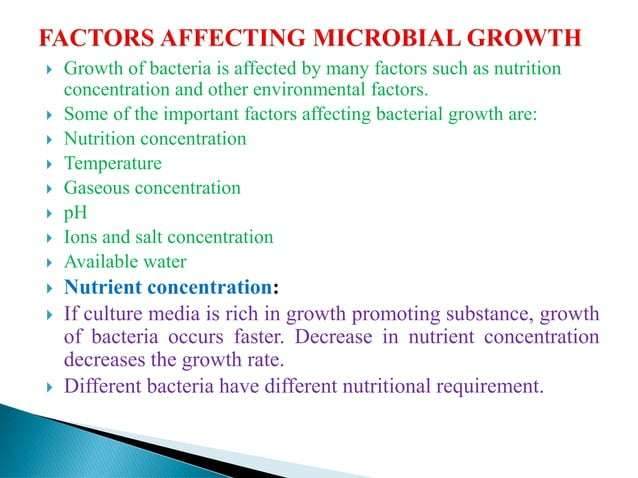 FACTORS AFFECTING MICROBIAL GROWTH
Growth of bacteria is affected by many factors such as nutrition
concentration and other environmental factors.
Some of the important factors affecting bacterial growth are:
Nutrition concentration
Temperature
Gaseous concentration
pH
Ions and salt concentration
Available water
Nutrient concentration:
If culture media is rich in growth promoting substance, growth
of bacteria occurs faster. Decrease in nutrient concentration
decreases the growth rate.
Different bacteria have different nutritional requirement.